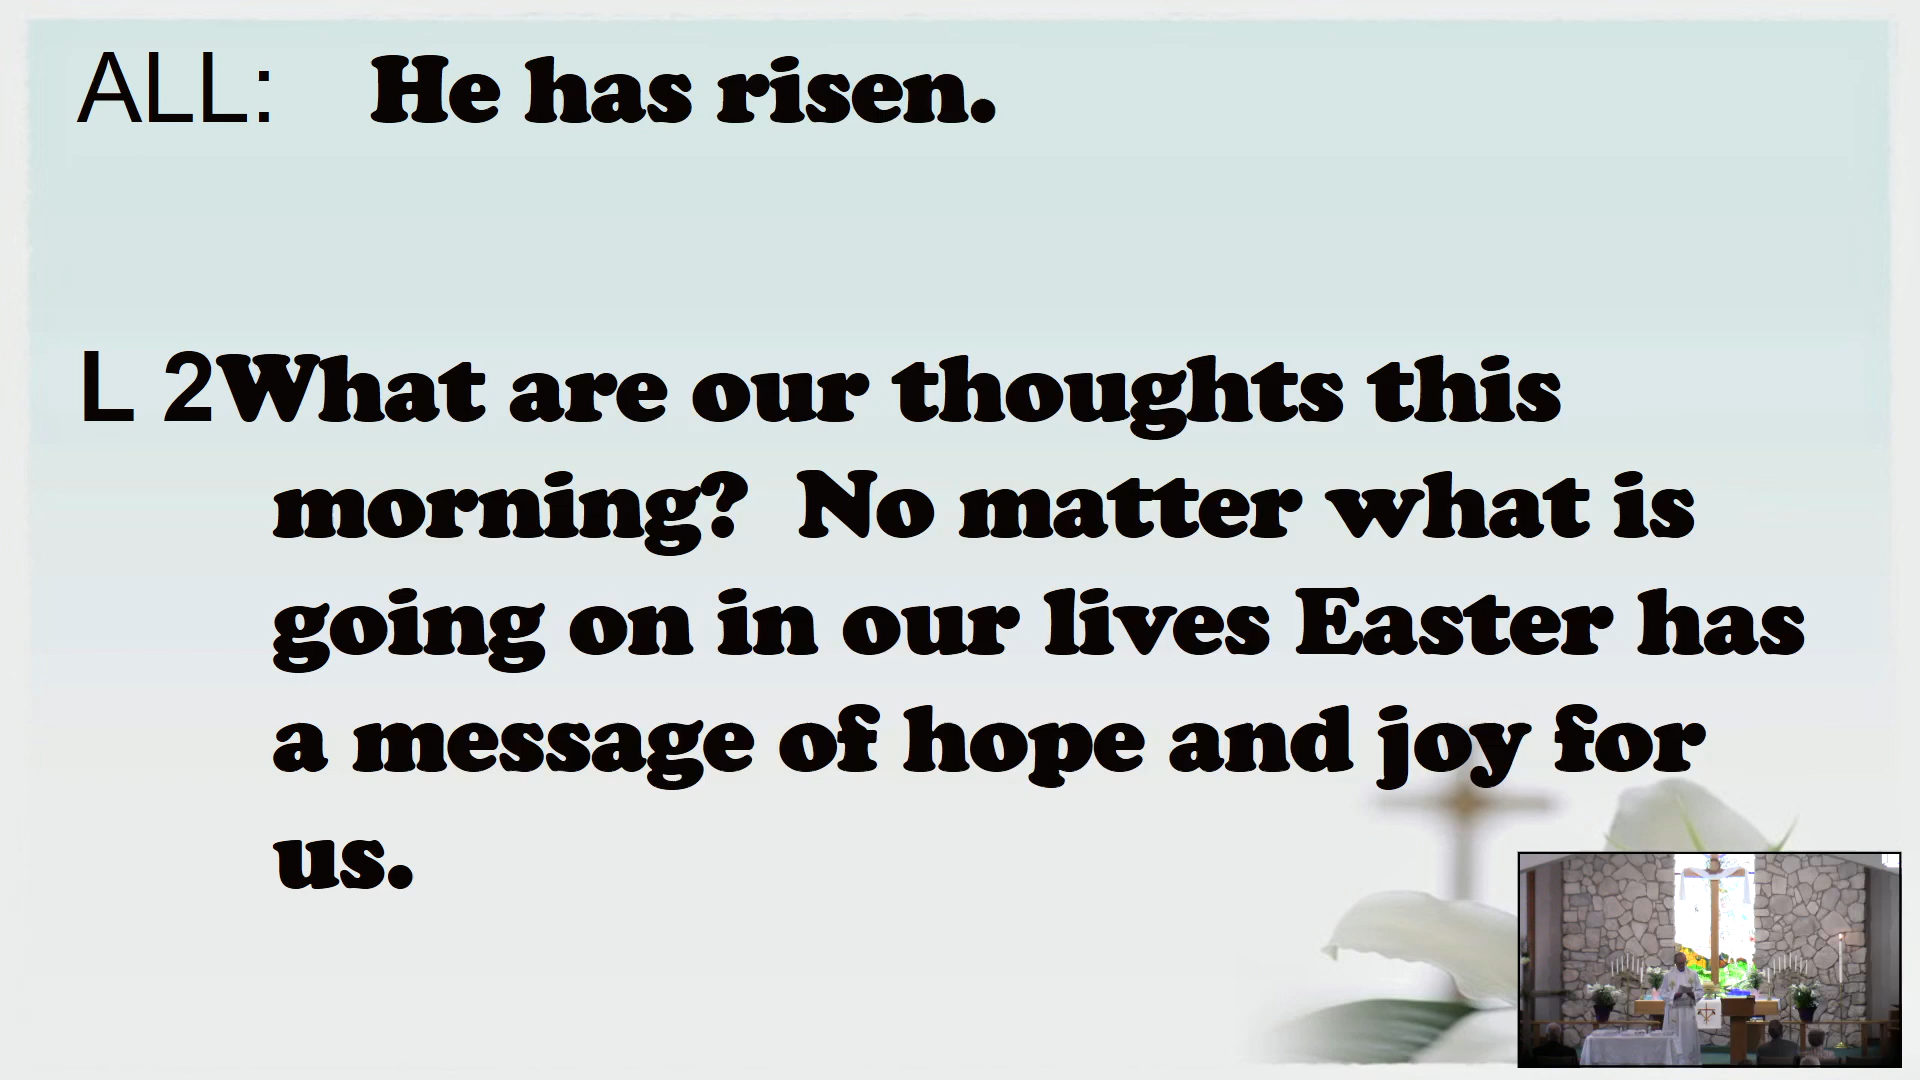 ALL: He has risen.
L 2What are our thoughts this
morning? No matter what is
going on in our lives Easter has
a message of hope and joy for
us.